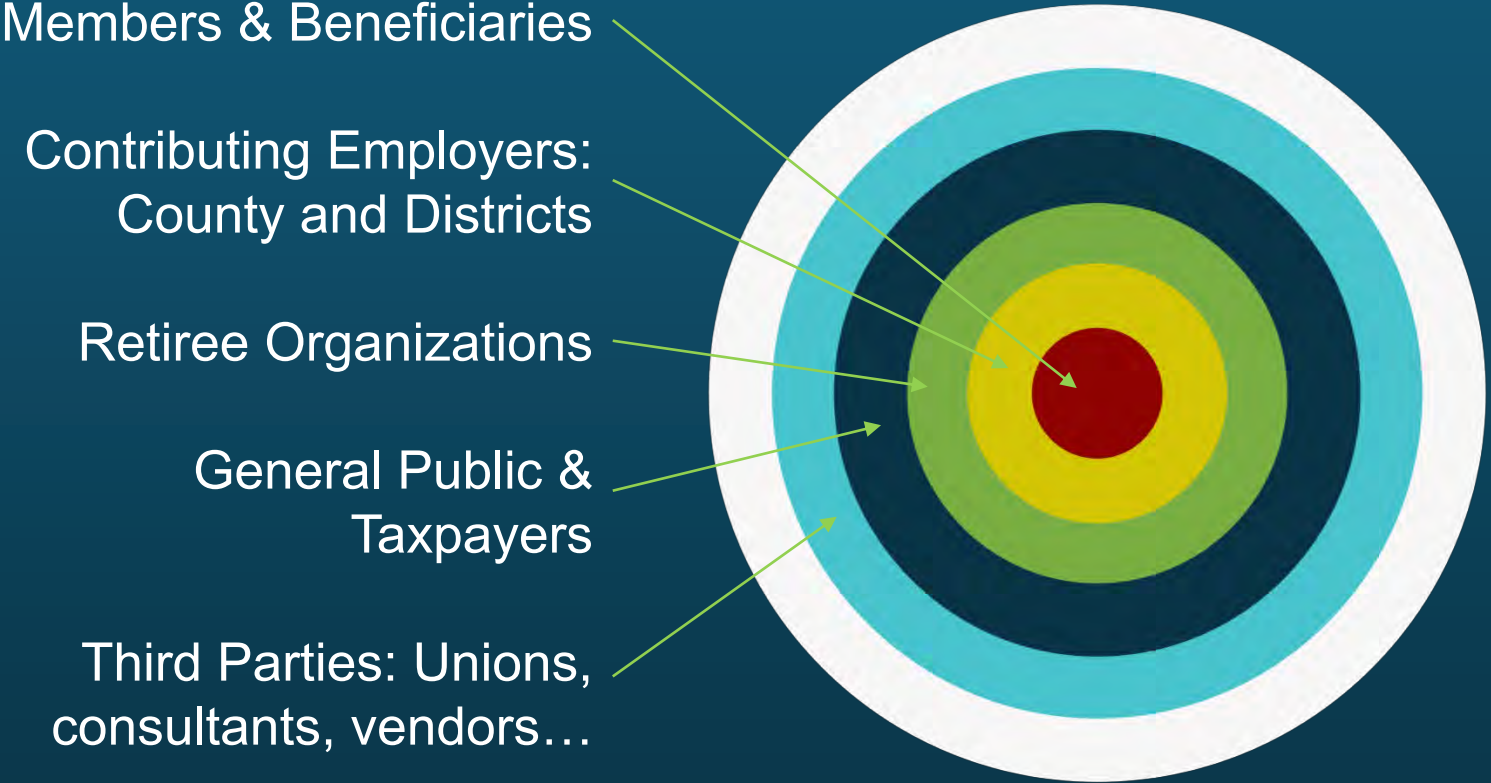 Members & Beneficiaries
Contributing Employers:
County and Districts
Retiree Organizations
General Public &
Taxpayers
Third Parties: Unions,
consultants, vendors…